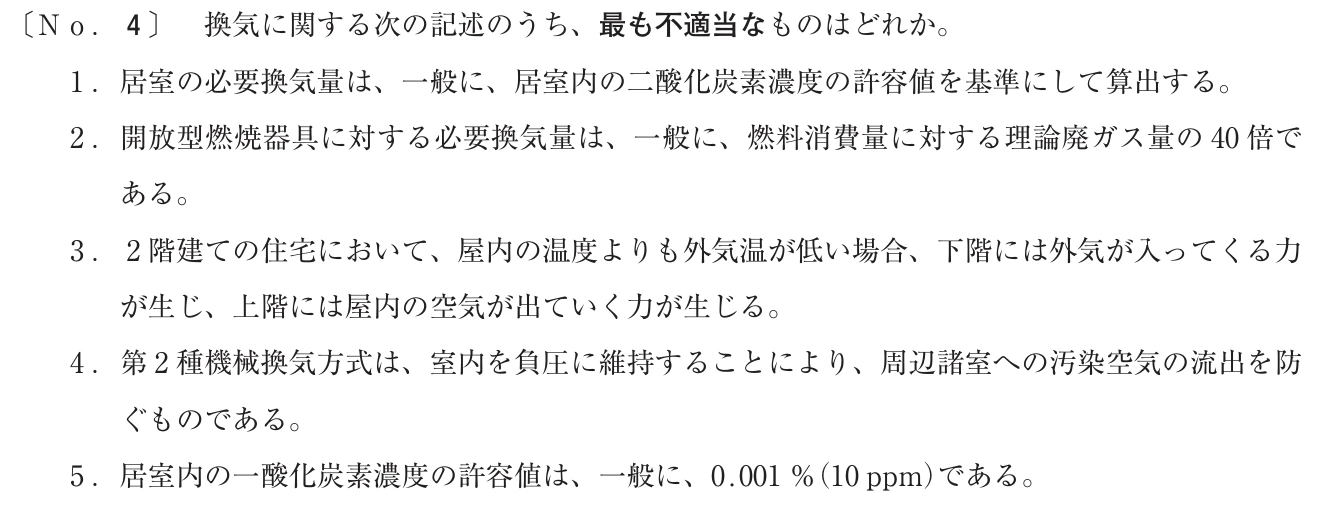 〔No. 4〕 換気に関する次の記述のうち、最も不適当なものはどれか。
1. 居室の必要換気量は、一般に、居室内の二酸化炭素濃度の許容値を基準にして算出する。
2. 開放型燃焼器具に対する必要換気量は、一般に、燃料消費量に対する理論廃ガス量の 40 倍で
ある。
3. 2階建ての住宅において、屋内の温度よりも外気温が低い場合、下階には外気が入ってくる力
が生じ、上階には屋内の空気が出ていく力が生じる。
4. 第2種機械換気方式は、室内を負圧に維持することにより、周辺諸室への汚染空気の流出を防
ぐものである。
5. 居室内の一酸化炭素濃度の許容値は、一般に、0.001 %(10 ppm)である。